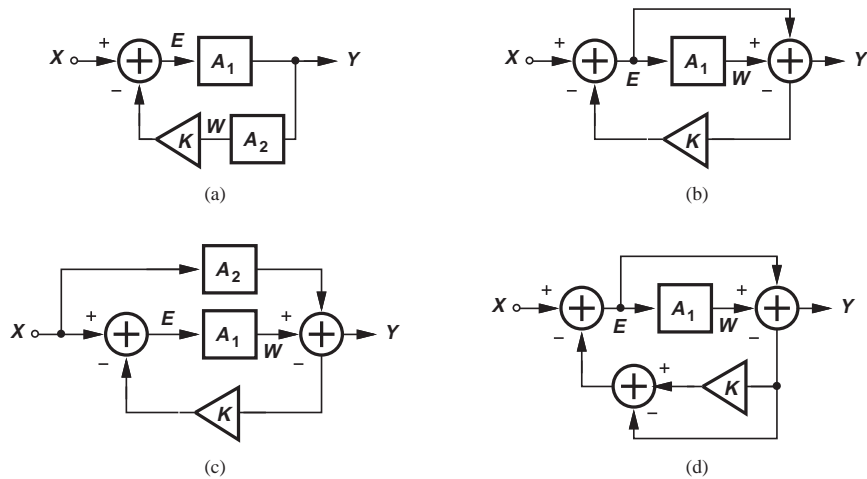 X + E A1 Y
− K W A2
(a)
X + E A1 W + Y
− − K
(b)
A2
X + E A1 W + Y
− − K
(c)
X + E A1 W + Y
− − + K
−
(d)